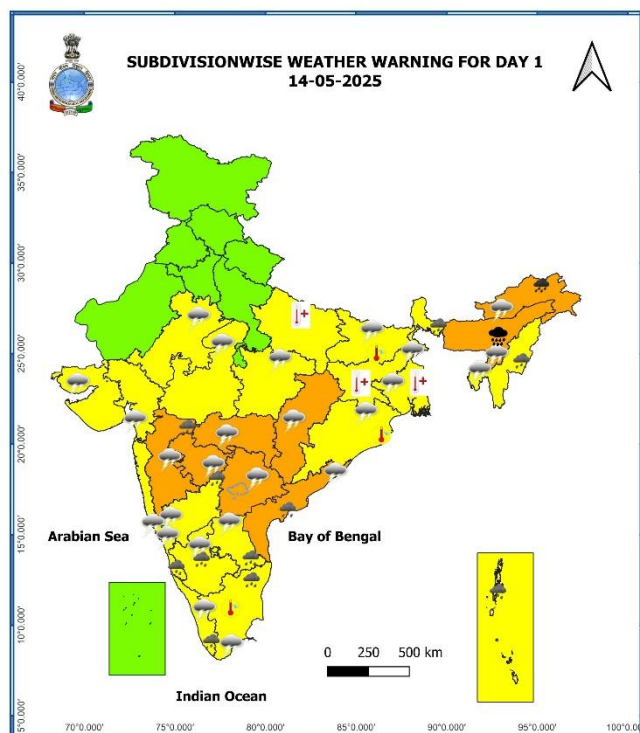 SUBDIVISIONWISE WEATHER WARNING FOR DAY 1
14-05-2025
40°0.000'
35°0.000'
30°0.000'
25°0.000'
20°0.000'
15°0.000'
10°0.000'
5°0.000'
Arabian Sea
Bay of Bengal
0 250 500 km
Indian Ocean
70°0.000' 75°0.000' 80°0.000' 85°0.000' 90°0.000' 95°0.000'